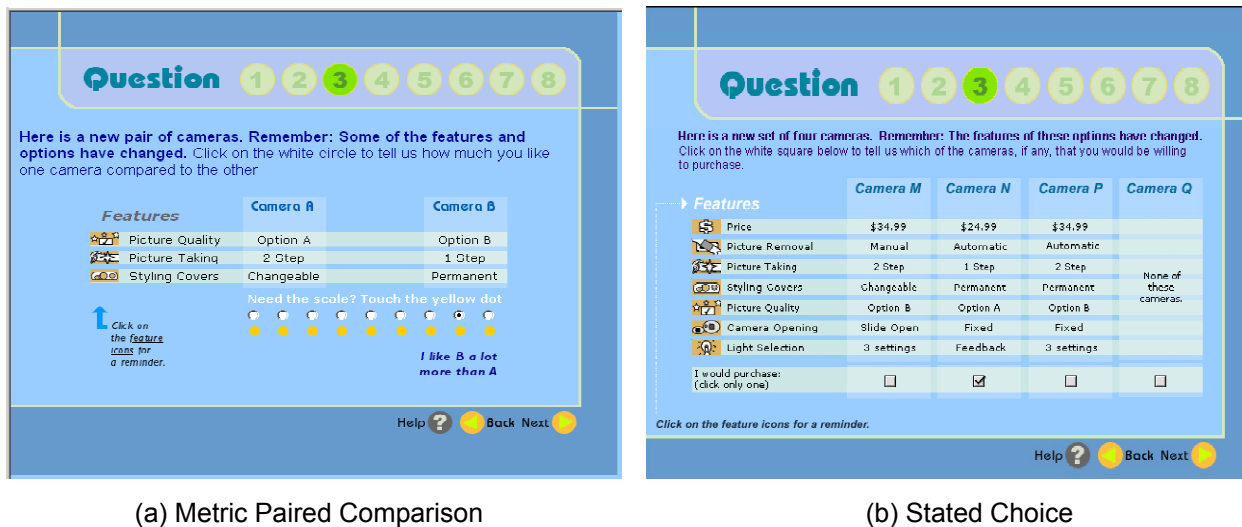 Question 1 2 3 4 5 6 7 8
Here is a new pair of cameras. Remember: Some of the features and
options have changed. Click on the white circle to tell us how much you like
one camera compared to the other
Features Camera A Camera B
Picture Quality Option A Option B
Picture Taking 2 Step 1 Step
Styling Covers Changeable Permanent
Need the scale? Touch the yellow dot
Click on
the feature
icons for
a reminder.
I like B a lot
more than A
Help ? Back Next
(a) Metric Paired Comparison
Question 1 2 3 4 5 6 7 8
Here is a new set of four cameras. Remember: The features of these options have changed.
Click on the white square below to tell us which of the cameras, if any, that you would be willing
to purchase.
Camera M Camera N Camera P Camera Q
Features
Price $34.99 $24.99 $34.99
Picture Removal Manual Automatic Automatic
Picture Taking 2 Step 1 Step 2 Step
Styling Covers Changeable Permanent Permanent
Picture Quality Option B Option A Option B
Camera Opening Slide Open Fixed Fixed
Light Selection 3 settings Feedback 3 settings
None of
these
cameras.
I would purchase:
(click only one)
Click on the feature icons for a reminder.
Help ? Back Next
(b) Stated Choice